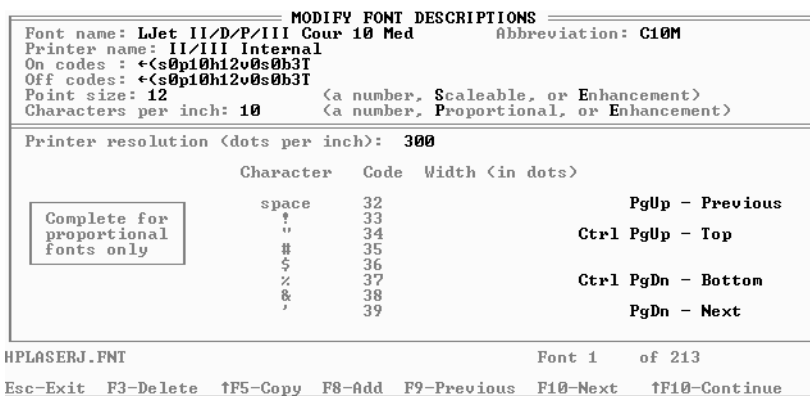 MODIFY FONT DESCRIPTIONS
Font name: LJet II/D/P/III Cour 10 Med Abbreviation: C10M
Printer name: II/III Internal
On codes : ←(s0p10h12v0s0b3T
Off codes: ←(s0p10h12v0s0b3T
Point size: 12 (a number, Scaleable, or Enhancement)
Characters per inch: 10 (a number, Proportional, or Enhancement)
Printer resolution (dots per inch): 300
Character Code Width (in dots)
space 32 PgUp - Previous
Complete for ! 33
proportional " 34 Ctrl PgUp - Top
fonts only # 35
$ 36
% 37 Ctrl PgDn - Bottom
& 38
' 39 PgDn - Next
HPLASERJ.FNT Font 1 of 213
Esc-Exit F3-Delete ↑F5-Copy F8-Add F9-Previous F10-Next ↑F10-Continue